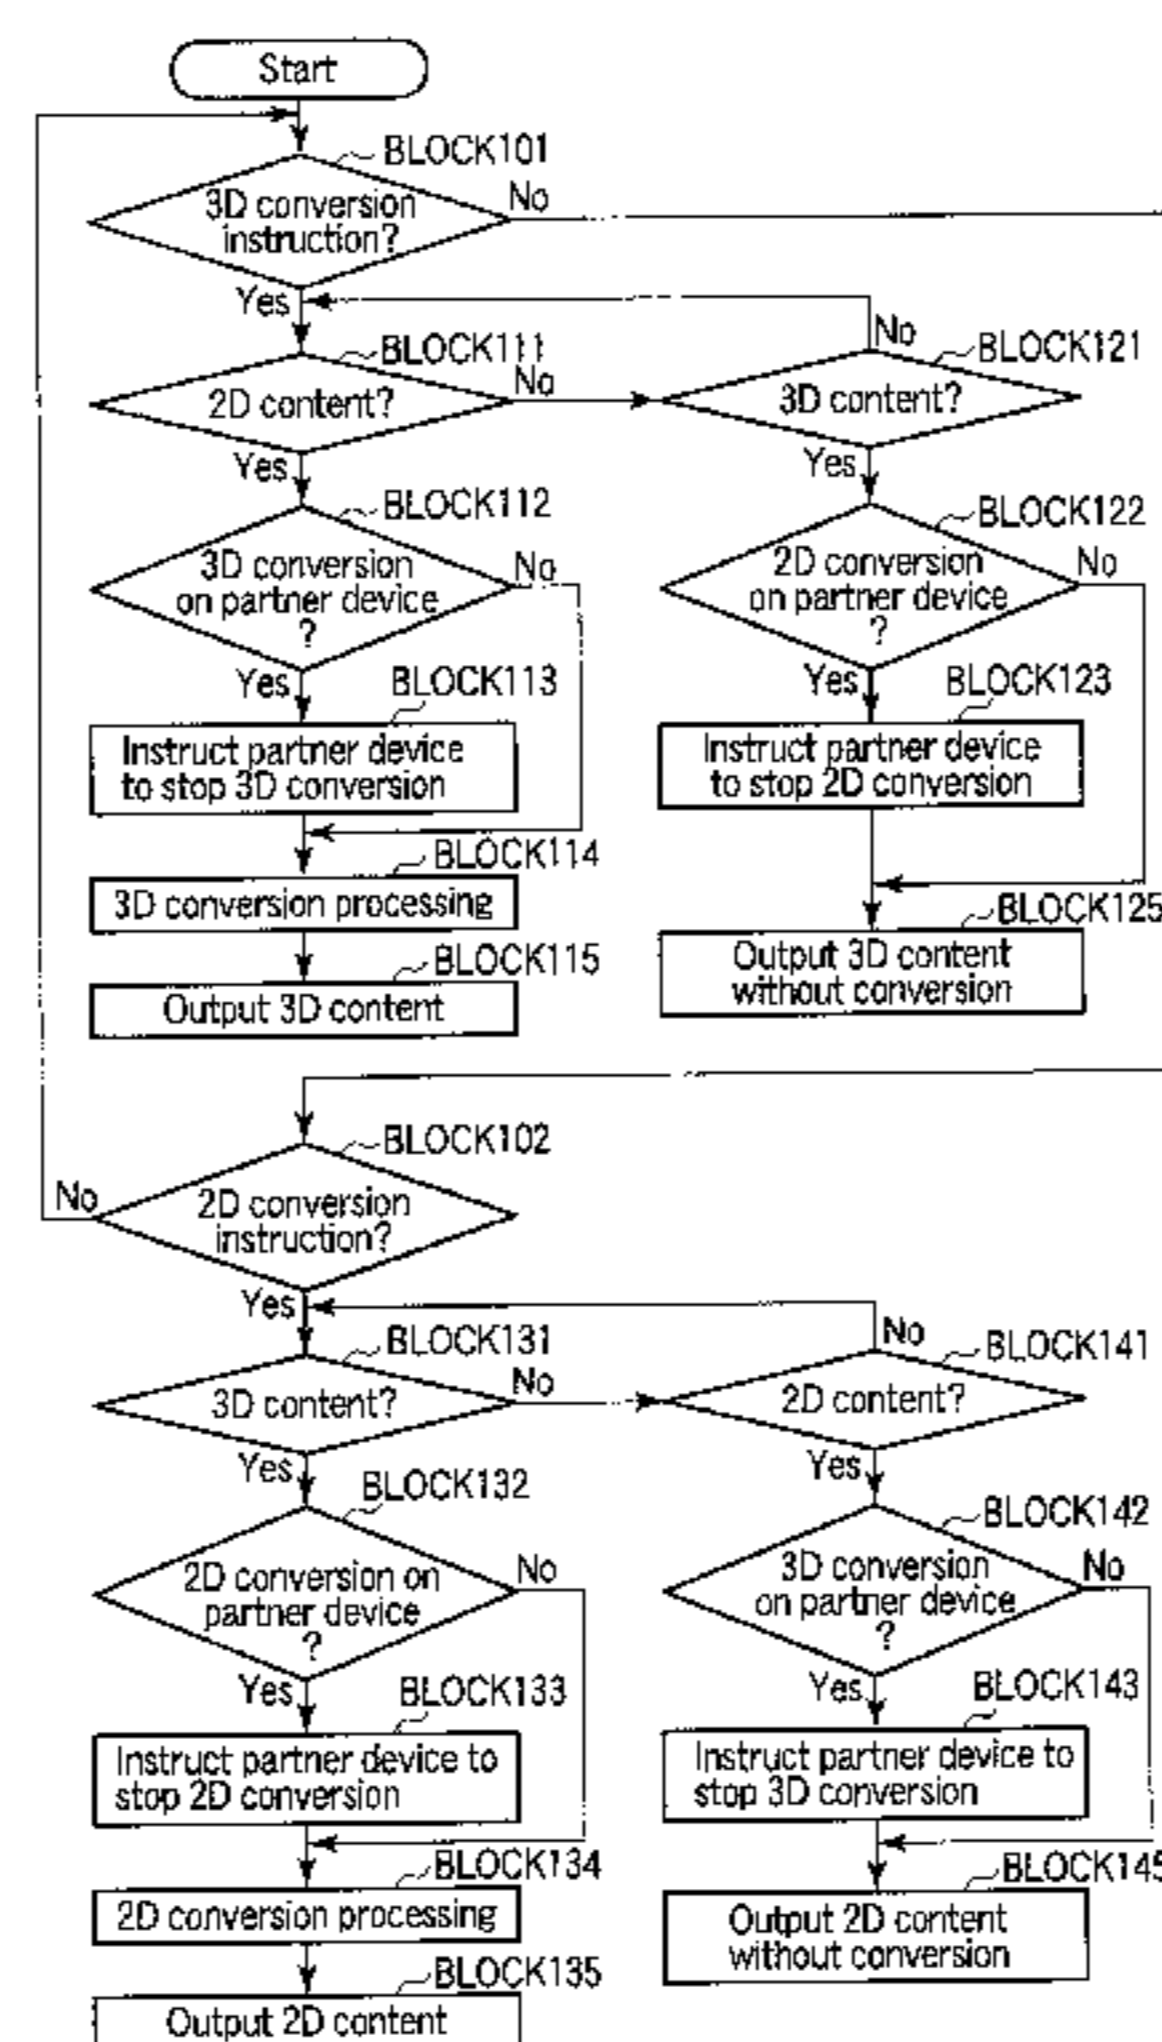 Start
BLOCK101
3D conversion
instruction?
No
Yes
BLOCK111
2D content?
No
BLOCK121
3D content?
No
Yes
Yes
BLOCK112
3D conversion
on partner device
?
No
BLOCK122
2D conversion
on partner device
?
No
Yes
BLOCK113
Instruct partner device
to stop 3D conversion
Yes
BLOCK123
Instruct partner device
to stop 2D conversion
BLOCK114
3D conversion processing
BLOCK115
Output 3D content
BLOCK125
Output 3D content
without conversion
BLOCK102
2D conversion
instruction?
No
Yes
BLOCK131
3D content?
No
BLOCK141
2D content?
No
Yes
Yes
BLOCK132
2D conversion on
partner device
?
No
BLOCK142
3D conversion
on partner device
?
No
Yes
BLOCK133
Instruct partner device to
stop 2D conversion
Yes
BLOCK143
Instruct partner device to
stop 3D conversion
BLOCK134
2D conversion processing
BLOCK135
Output 2D content
BLOCK145
Output 2D content
without conversion